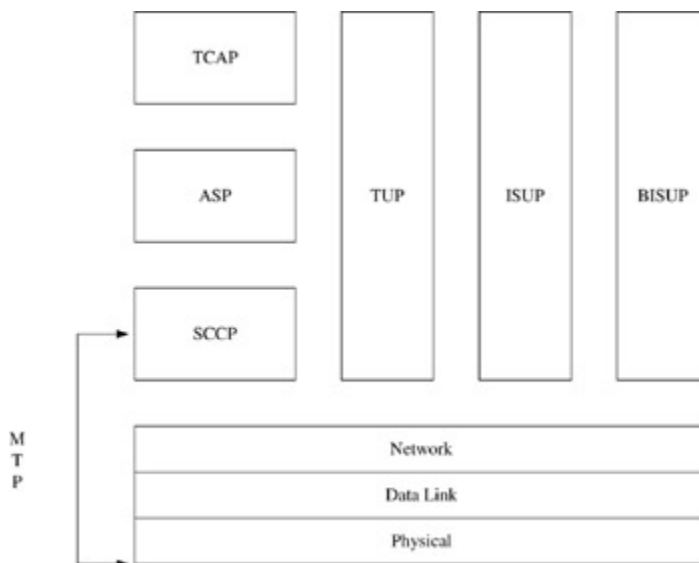 TCAP
ASP
TUP
ISUP
BISUP
SCCP
M
T
P
Network
Data Link
Physical